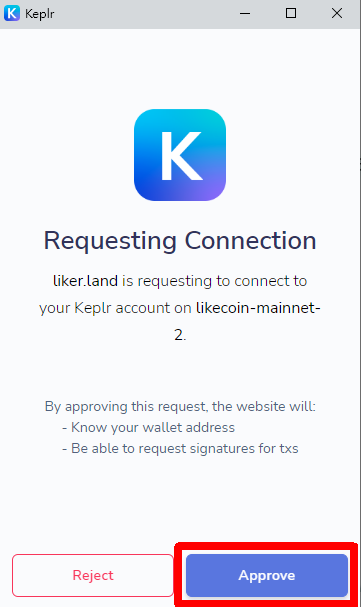 Keplr
K
Requesting Connection
liker.land is requesting to connect to
your Keplr account on likecoin-mainnet-
2.
By approving this request, the website will:
- Know your wallet address
- Be able to request signatures for txs
Reject Approve